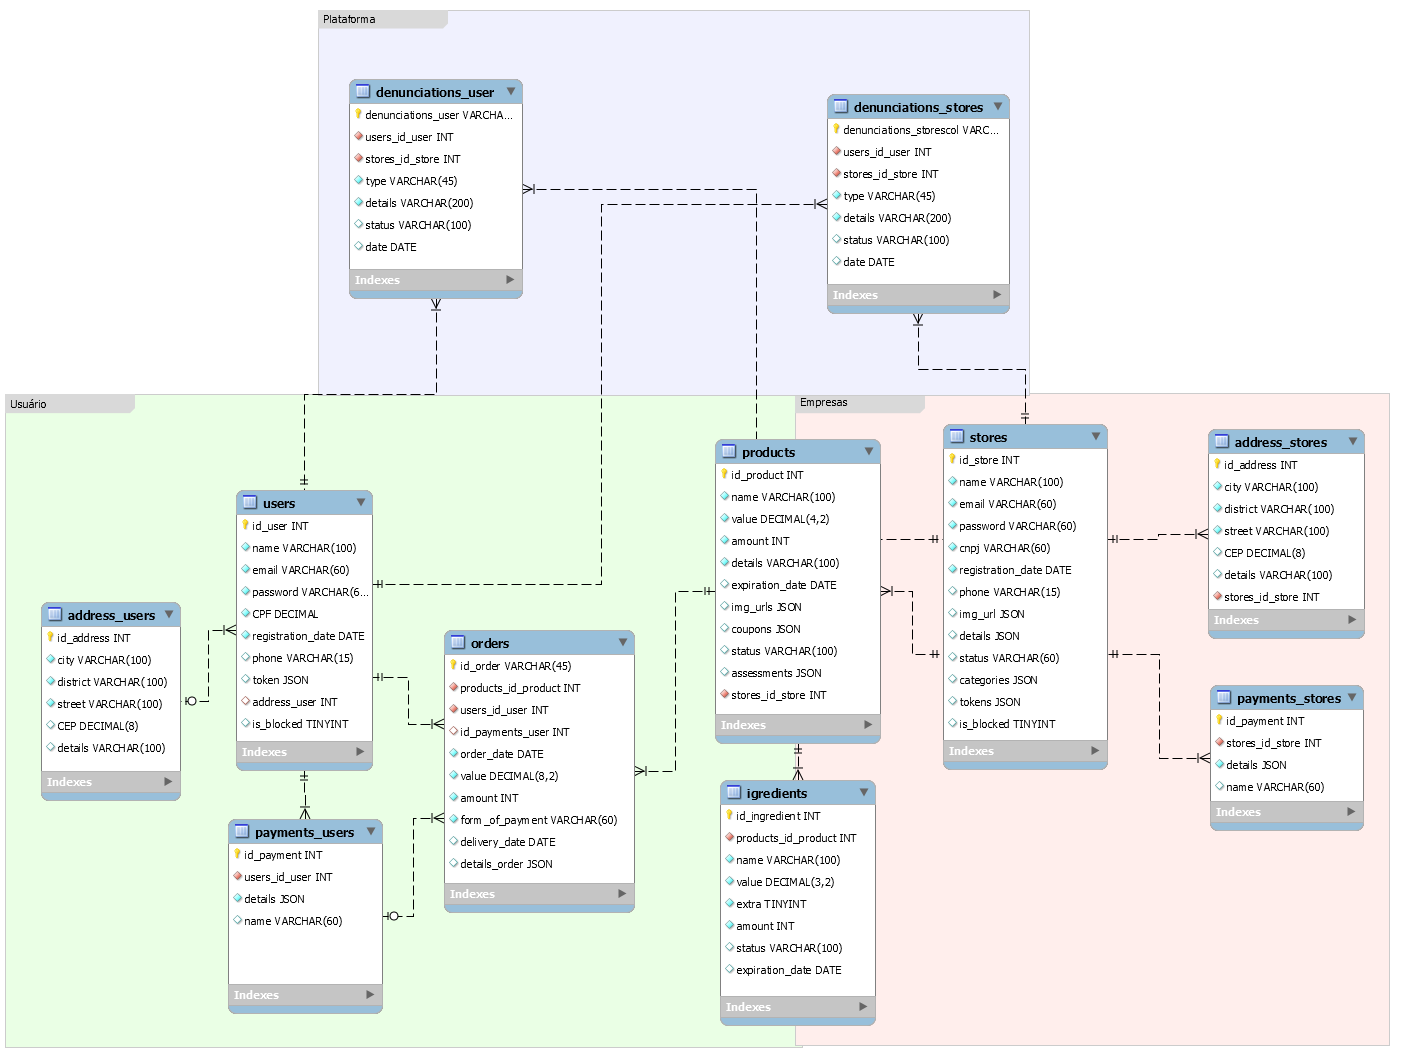 Plataforma
denunciations_user
denunciations_user VARCHA...
users_id_user INT
stores_id_store INT
type VARCHAR(45)
details VARCHAR(200)
status VARCHAR(100)
date DATE
Indexes
denunciations_stores
denunciations_storescol VARC...
users_id_user INT
stores_id_store INT
type VARCHAR(45)
details VARCHAR(200)
status VARCHAR(100)
date DATE
Indexes
Usuário
address_users
id_address INT
city VARCHAR(100)
district VARCHAR(100)
street VARCHAR(100)
CEP DECIMAL(8)
details VARCHAR(100)
Indexes
users
id_user INT
name VARCHAR(100)
email VARCHAR(60)
password VARCHAR(6...
CPF DECIMAL
registration_date DATE
phone VARCHAR(15)
token JSON
address_user INT
is_blocked TINYINT
Indexes
payments_users
id_payment INT
users_id_user INT
details JSON
name VARCHAR(60)
Indexes
orders
id_order VARCHAR(45)
products_id_product INT
users_id_user INT
id_payments_user INT
order_date DATE
value DECIMAL(8,2)
amount INT
form_of_payment VARCHAR(60)
delivery_date DATE
details_order JSON
Indexes
Empresas
products
id_product INT
name VARCHAR(100)
value DECIMAL(4,2)
amount INT
details VARCHAR(100)
expiration_date DATE
img_urls JSON
coupons JSON
status VARCHAR(100)
assessments JSON
stores_id_store INT
Indexes
igredients
id_ingredient INT
products_id_product INT
name VARCHAR(100)
value DECIMAL(3,2)
extra TINYINT
amount INT
status VARCHAR(100)
expiration_date DATE
Indexes
stores
id_store INT
name VARCHAR(100)
email VARCHAR(60)
password VARCHAR(60)
cnpj VARCHAR(60)
registration_date DATE
phone VARCHAR(15)
img_url JSON
details JSON
status VARCHAR(60)
categories JSON
tokens JSON
is_blocked TINYINT
Indexes
address_stores
id_address INT
city VARCHAR(100)
district VARCHAR(100)
street VARCHAR(100)
CEP DECIMAL(8)
details VARCHAR(100)
stores_id_store INT
Indexes
payments_stores
id_payment INT
stores_id_store INT
details JSON
name VARCHAR(60)
Indexes